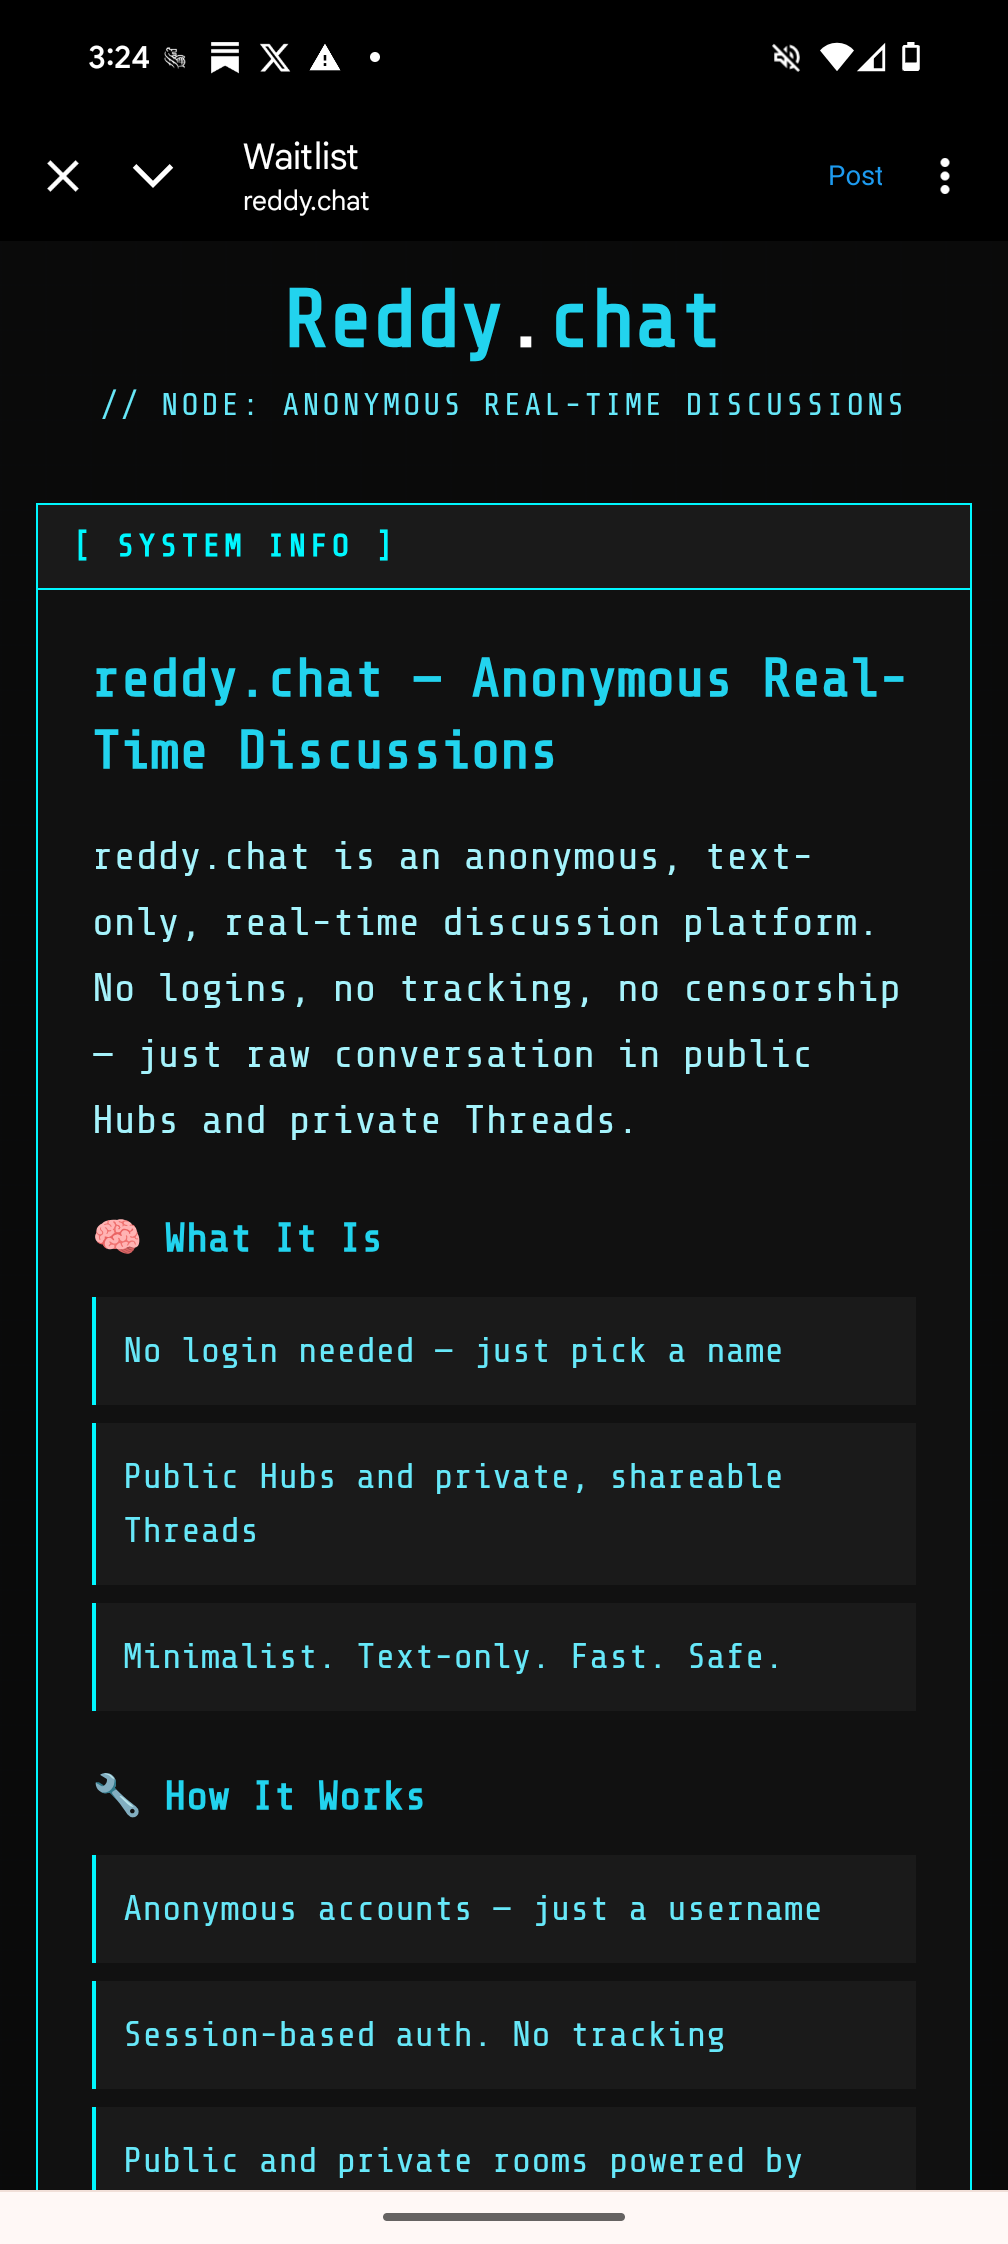 3:24
Waitlist
reddy.chat
Post
Reddy.chat
// NODE: ANONYMOUS REAL-TIME DISCUSSIONS
[ SYSTEM INFO ]
reddy.chat — Anonymous Real-
Time Discussions
reddy.chat is an anonymous, text-
only, real-time discussion platform.
No logins, no tracking, no censorship
— just raw conversation in public
Hubs and private Threads.
🧠 What It Is
No login needed — just pick a name
Public Hubs and private, shareable
Threads
Minimalist. Text-only. Fast. Safe.
🔧 How It Works
Anonymous accounts — just a username
Session-based auth. No tracking
Public and private rooms powered by